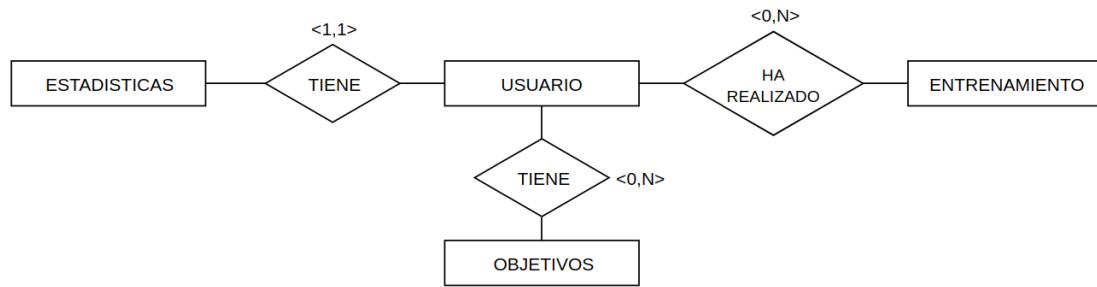 <0,N>
<1,1>
ESTADISTICAS
TIENE
USUARIO
HA
REALIZADO
ENTRENAMIENTO
TIENE
<0,N>
OBJETIVOS